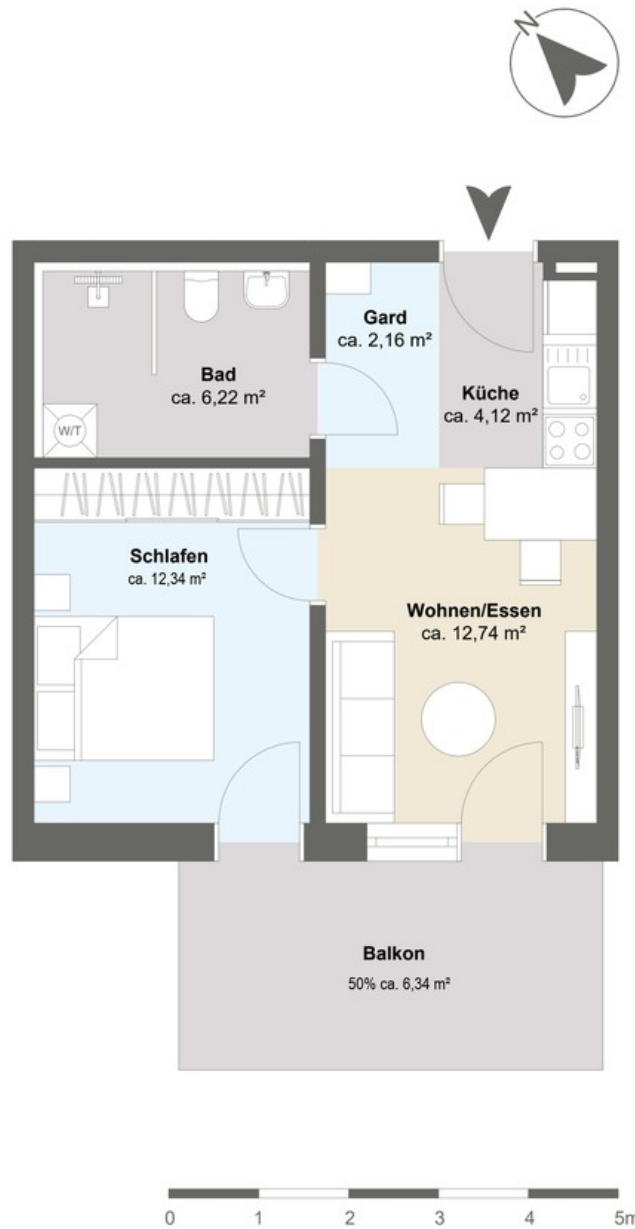 N
Gard
ca. 2,16 m²
Bad
ca. 6,22 m²
Küche
ca. 4,12 m²
W/T
Schlafen
ca. 12,34 m²
Wohnen/Essen
ca. 12,74 m²
Balkon
50% ca. 6,34 m²
0 1 2 3 4 5m